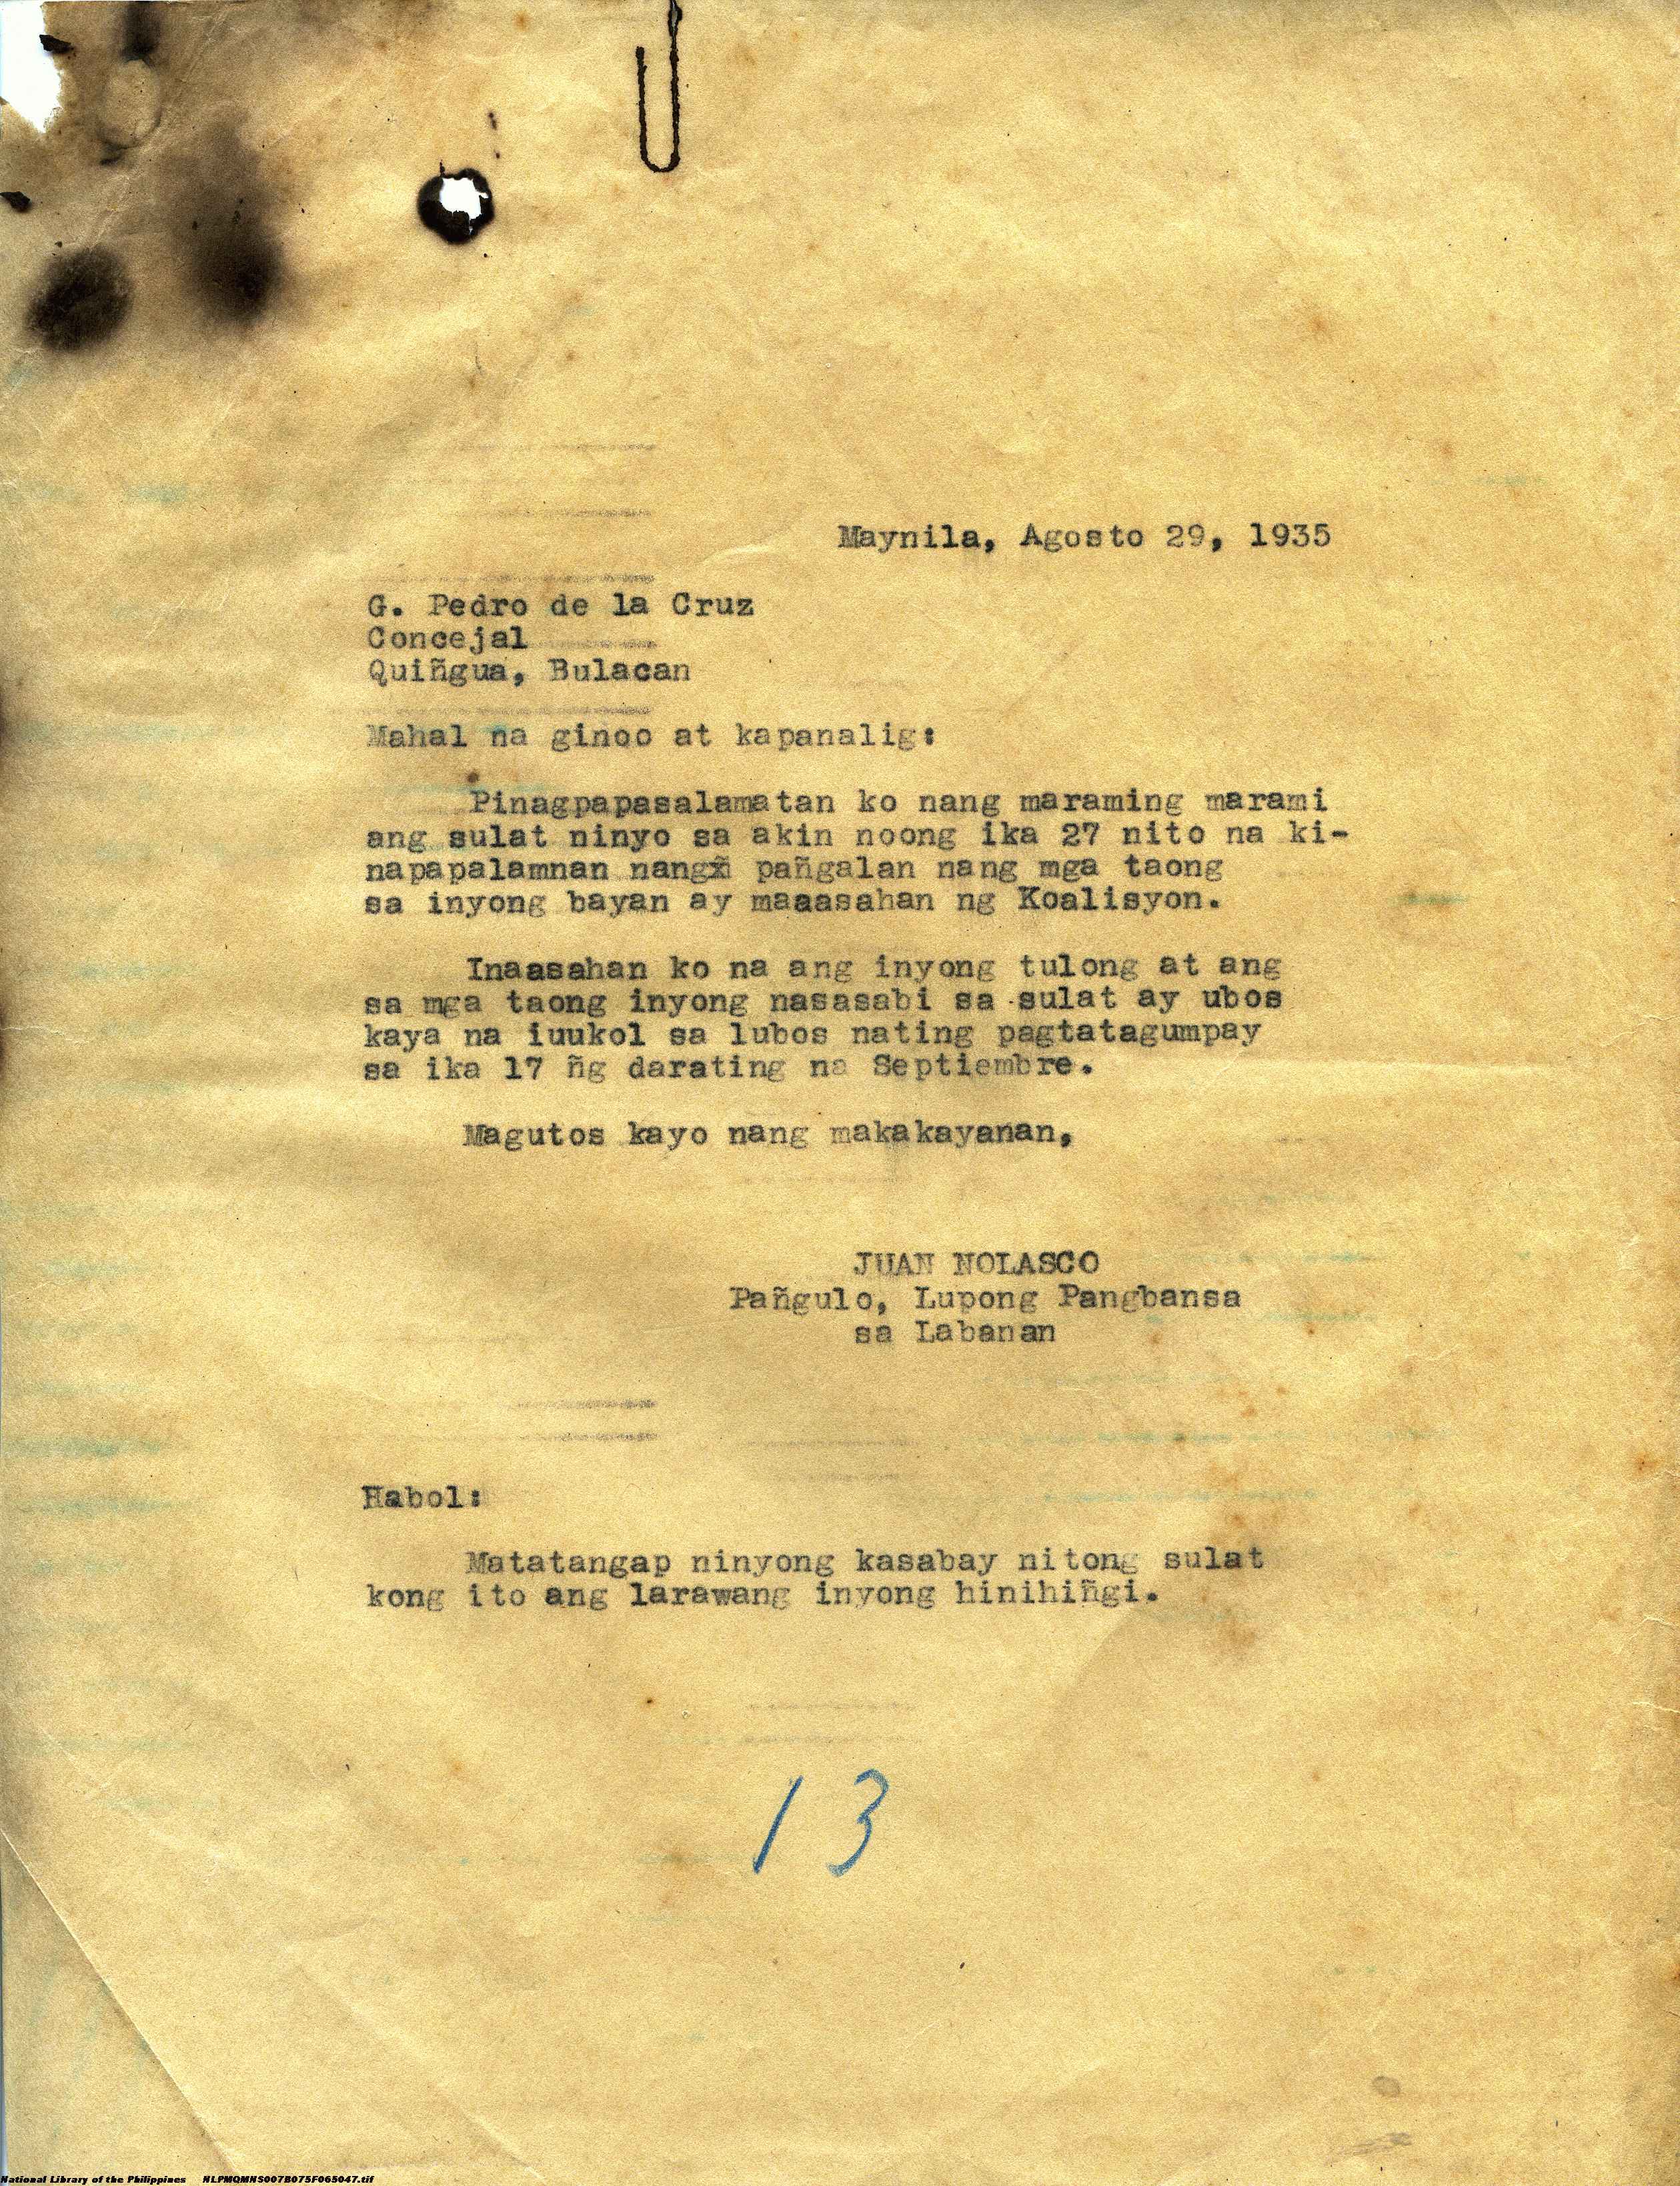 Maynila, Agosto 29, 1935
G. Pedro de la Cruz
Concejal
Quiñgua, Bulacan
Mahal na ginoo at kapanalig:
Pinagpapasalamatan ko nang maraming marami
ang sulat ninyo sa akin noong ika 27 nito na ki-
napapalamnan nang pañgalan nang mga taong
sa inyong bayan ay maaasahan ng Koalisyon.
Inaasahan ko na ang inyong tulong at ang
sa mga taong inyong nasasabi sa sulat ay ubos
kaya na iuukol sa lubos nating pagtatagumpay
sa ika 17 ñg darating na Septiembre.
Magutos kayo nang makakayanan,
JUAN NOLASCO
Pañgulo, Lupong Pangbansa
sa Labanan
Habol:
Matatangap ninyong kasabay nitong sulat
kong ito ang larawang inyong hinihiñgi.
13
National Library of the Philippines NLPMQMNS007B075F065047.tif